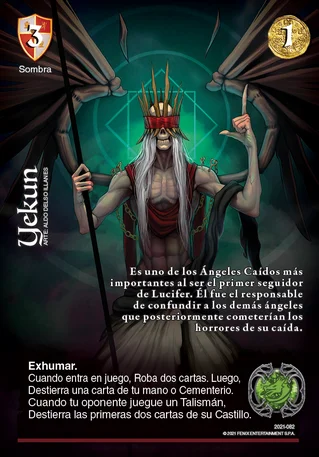 3
1
Sombra
Yekun
ARTE: ALDO DELSO ILLANES
Es uno de los Ángeles Caídos más
importantes al ser el primer seguidor
de Lucifer. Él fue el responsable
de confundir a los demás ángeles
que posteriormente cometerían los
horrores de su caída.
Exhumar.
Cuando entra en juego, Roba dos cartas. Luego,
Destierra una carta de tu mano o Cementerio.
Cuando tu oponente juegue un Talismán,
Destierra las primeras dos cartas de su Castillo.
2021-082
© 2021 FENIX ENTERTAINMENT S.P.A.